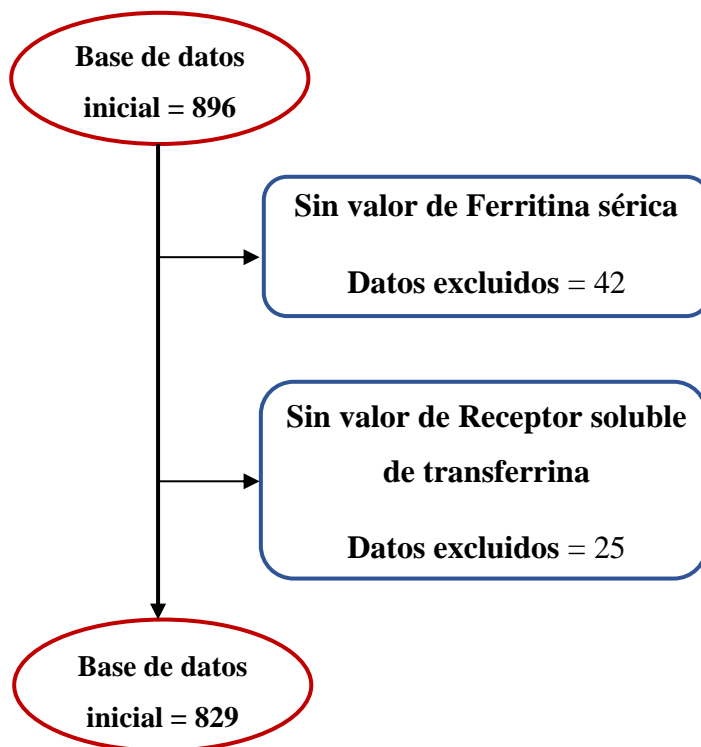 Base de datos
inicial = 896
Sin valor de Ferritina sérica
Datos excluidos = 42
Sin valor de Receptor soluble
de transferrina
Datos excluidos = 25
Base de datos
inicial = 829